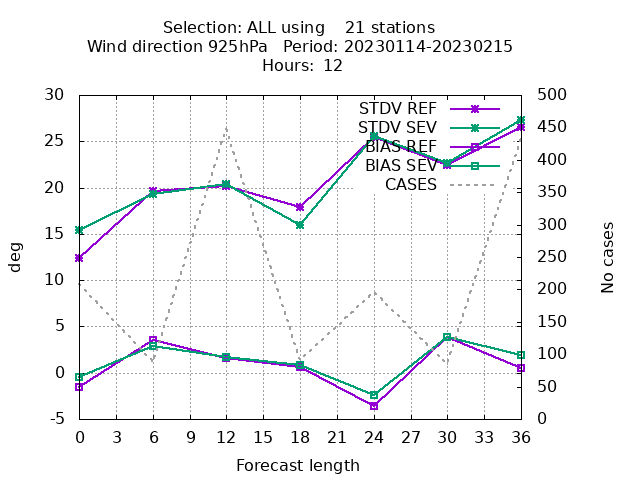 Selection: ALL using    21 stations
Wind direction 925hPa   Period: 20230114-20230215
Hours:  12
30 500
STDV REF
450
25 STDV SEV
400
BIAS REF
BIAS SEV
20 CASES 350
300
15
250
10 200
150
5
100
0
50
-5 0
0 3 6 9 12 15 18 21 24 27 30 33 36
deg
No cases
Forecast length